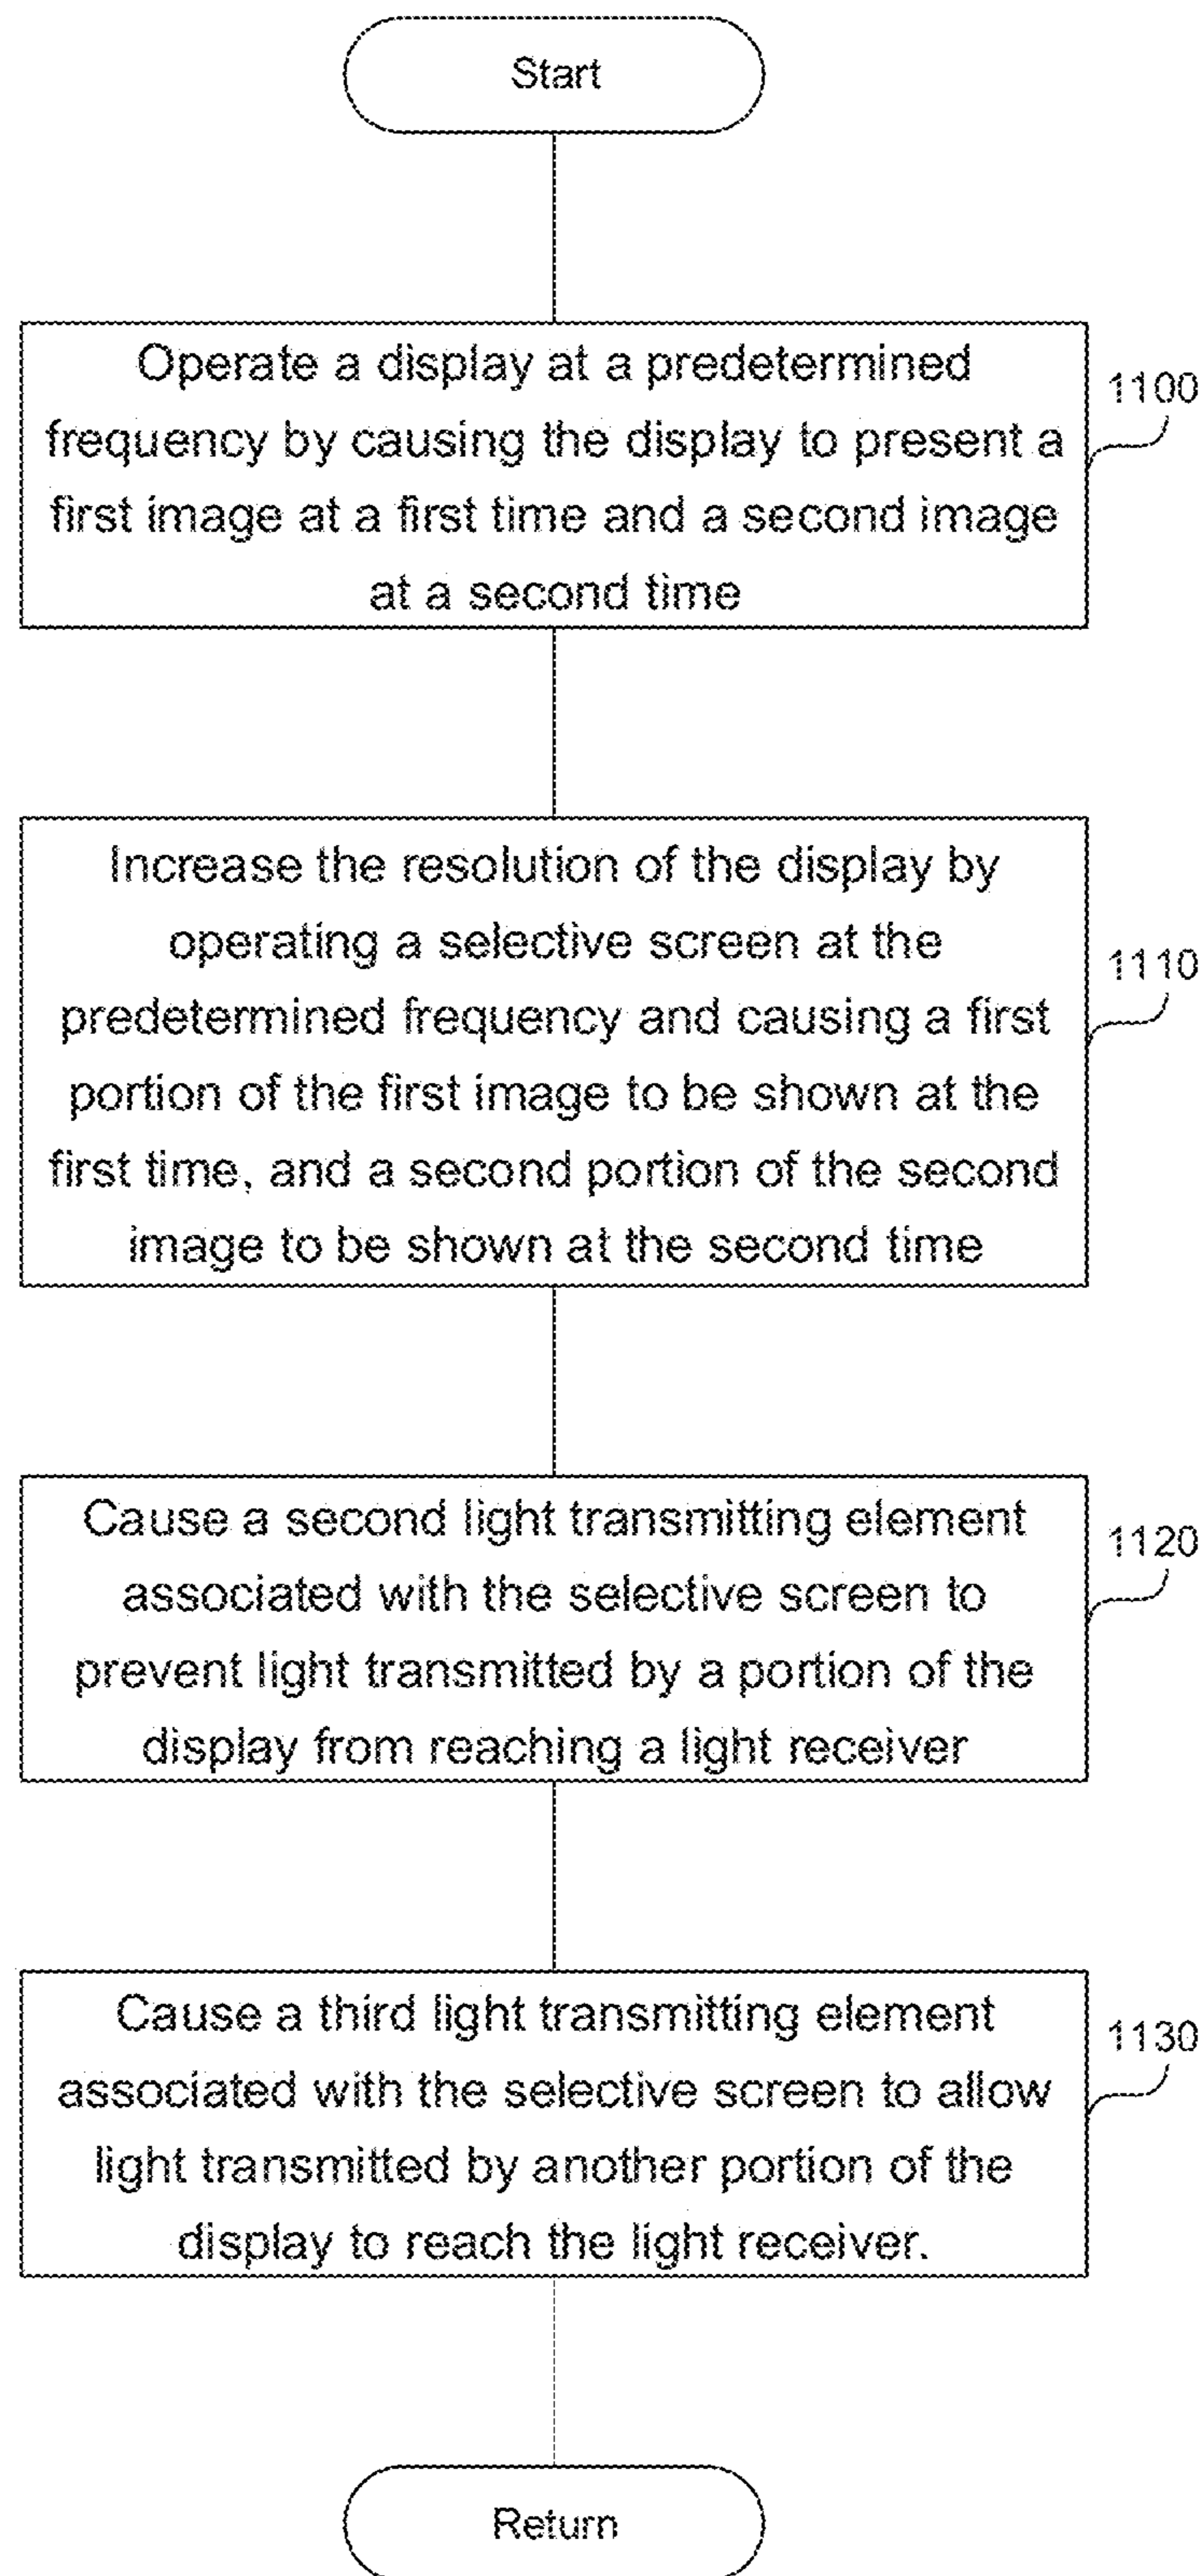 Start
Operate a display at a predetermined
frequency by causing the display to present a
first image at a first time and a second image
at a second time
1100
Increase the resolution of the display by
operating a selective screen at the
predetermined frequency and causing a first
portion of the first image to be shown at the
first time, and a second portion of the second
image to be shown at the second time
1110
Cause a second light transmitting element
associated with the selective screen to
prevent light transmitted by a portion of the
display from reaching a light receiver
1120
Cause a third light transmitting element
associated with the selective screen to allow
light transmitted by another portion of the
display to reach the light receiver.
1130
Return